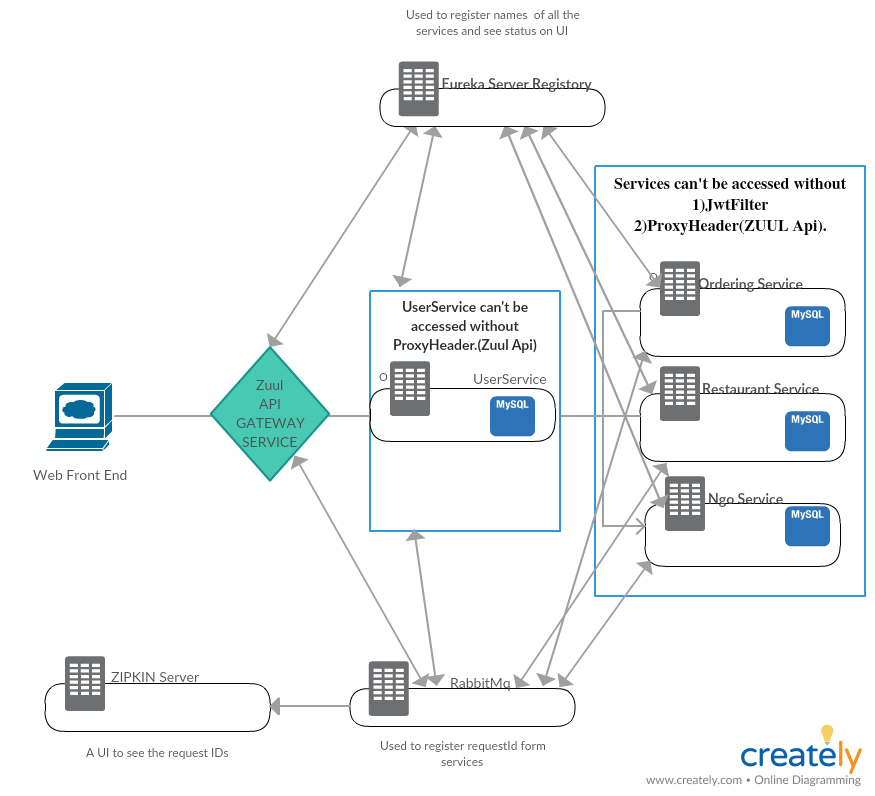 Used to register names of all the
services and see status on UI
Eureka Server Registory
Services can't be accessed without
1)JwtFilter
2)ProxyHeader(ZUUL Api).
Ordering Service
MySQL
UserService can't be
accessed without
ProxyHeader.(Zuul Api)
O
UserService
MySQL
Zuul
API
GATEWAY
SERVICE
Restaurant Service
MySQL
Web Front End
Ngo Service
MySQL
ZIPKIN Server
RabbitMq
A UI to see the request IDs
Used to register requestId form
services
creately
www.creately.com • Online Diagramming